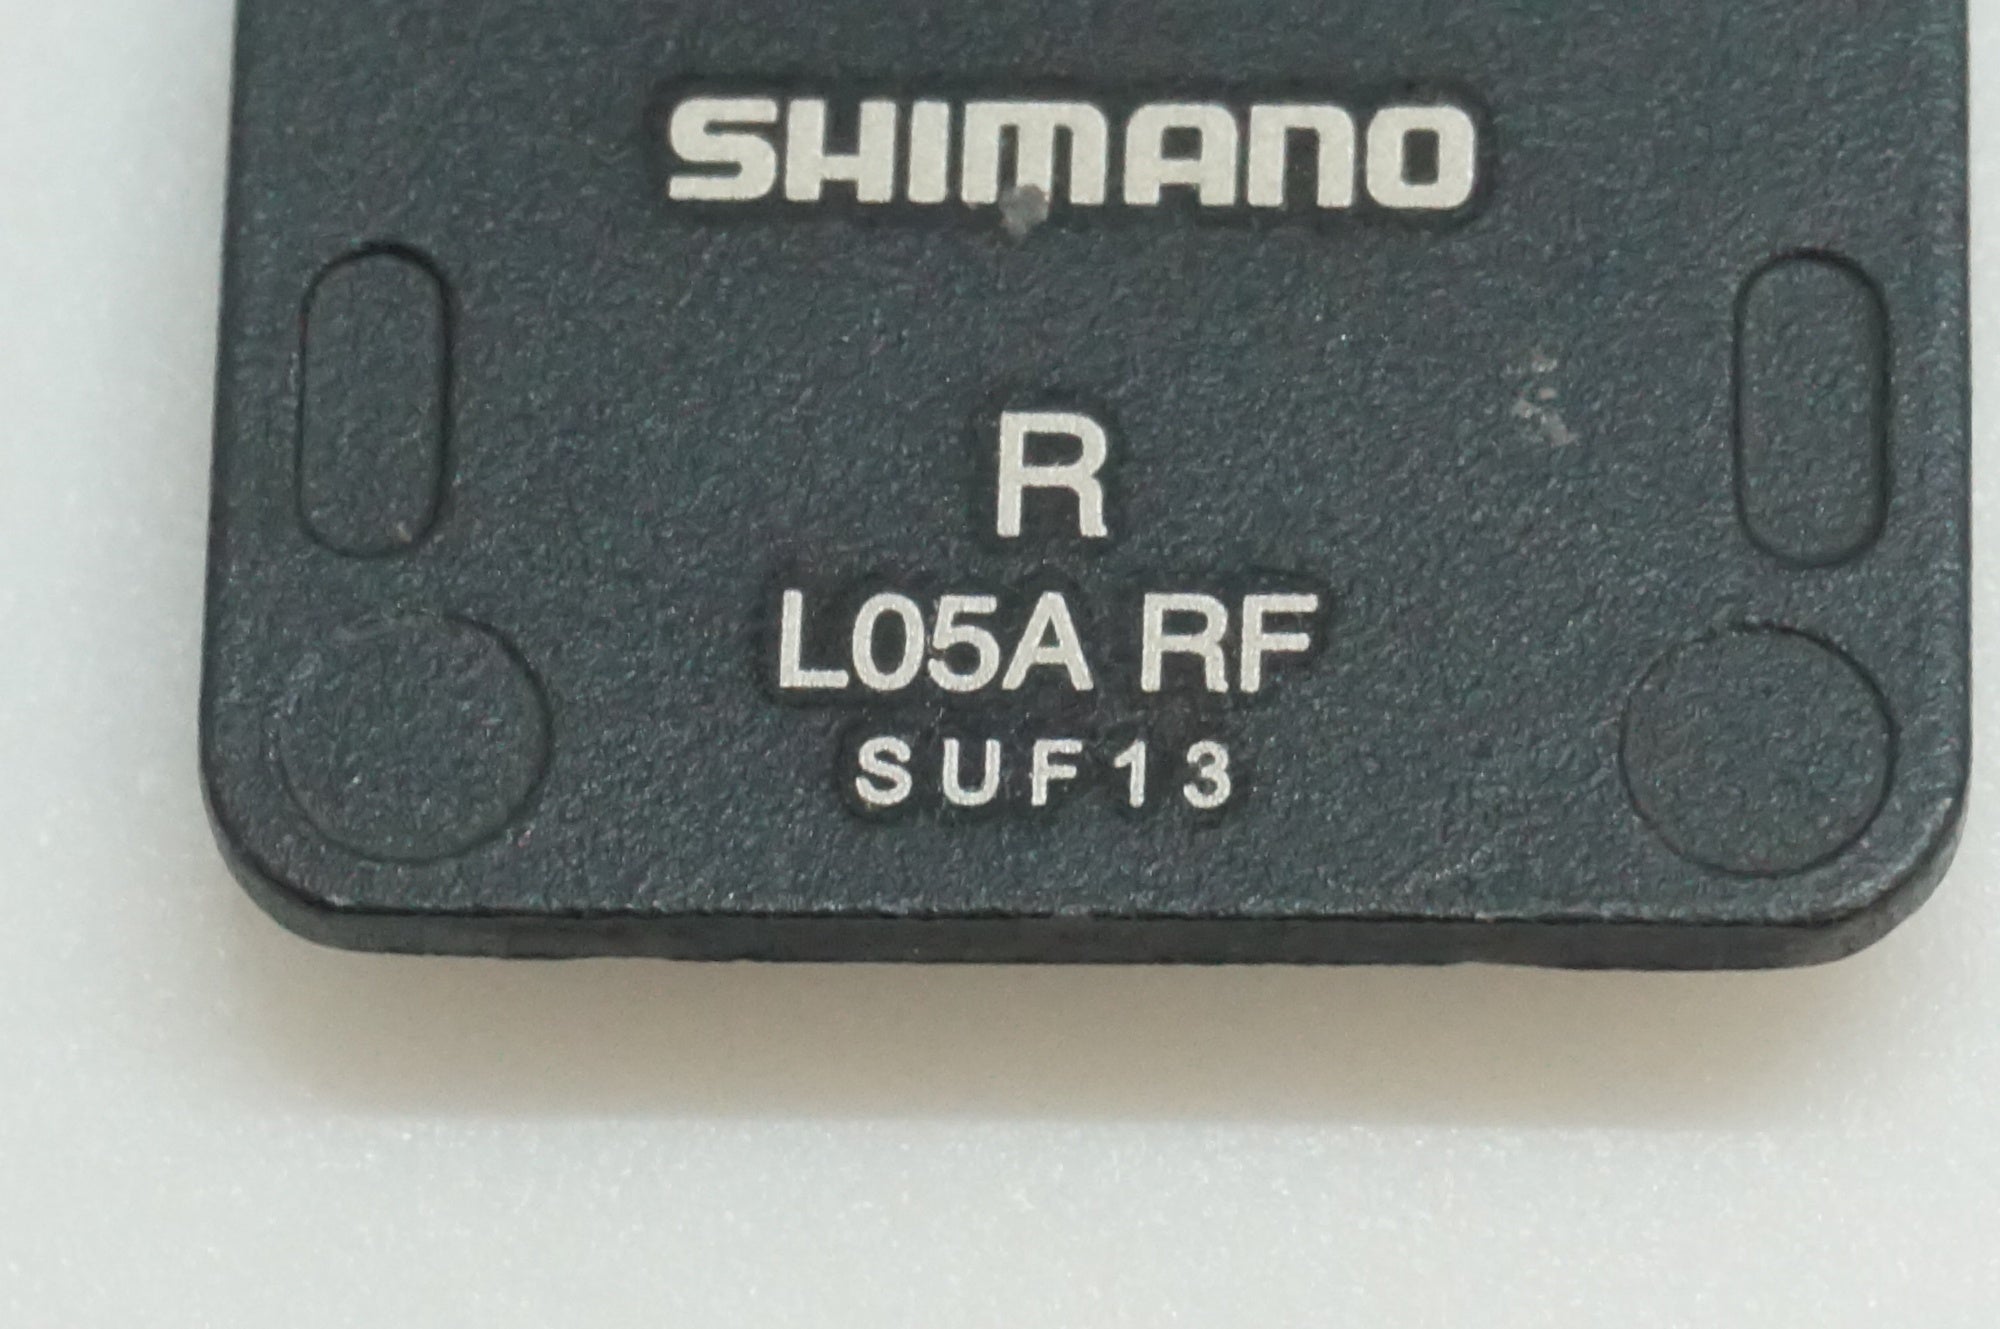 SHIMANO
R
L05A RF
SUF13